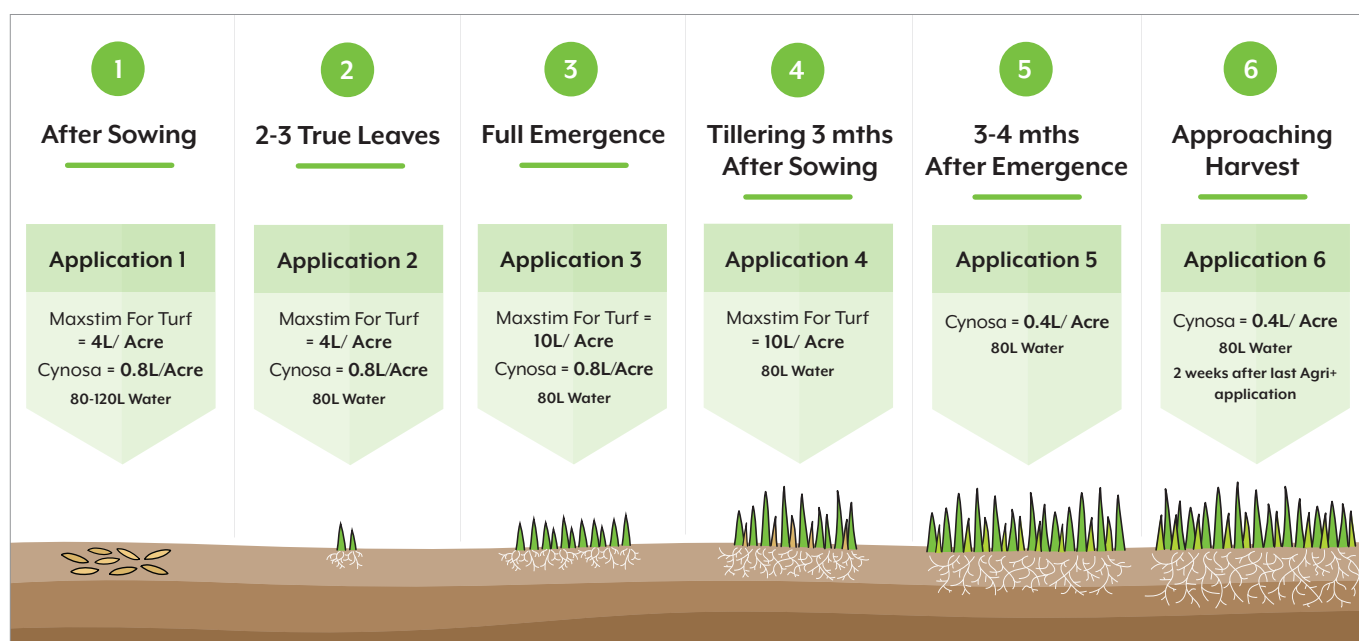 1
After Sowing
Application 1
Maxstim For Turf
= 4L/ Acre
Cynosa = 0.8L/Acre
80-120L Water
2
2-3 True Leaves
Application 2
Maxstim For Turf
= 4L/ Acre
Cynosa = 0.8L/Acre
80L Water
3
Full Emergence
Application 3
Maxstim For Turf =
10L/ Acre
Cynosa = 0.8L/Acre
80L Water
4
Tillering 3 mths
After Sowing
Application 4
Maxstim For Turf
= 10L/ Acre
80L Water
5
3-4 mths
After Emergence
Application 5
Cynosa = 0.4L/ Acre
80L Water
6
Approaching
Harvest
Application 6
Cynosa = 0.4L/ Acre
80L Water
2 weeks after last Agri+
application